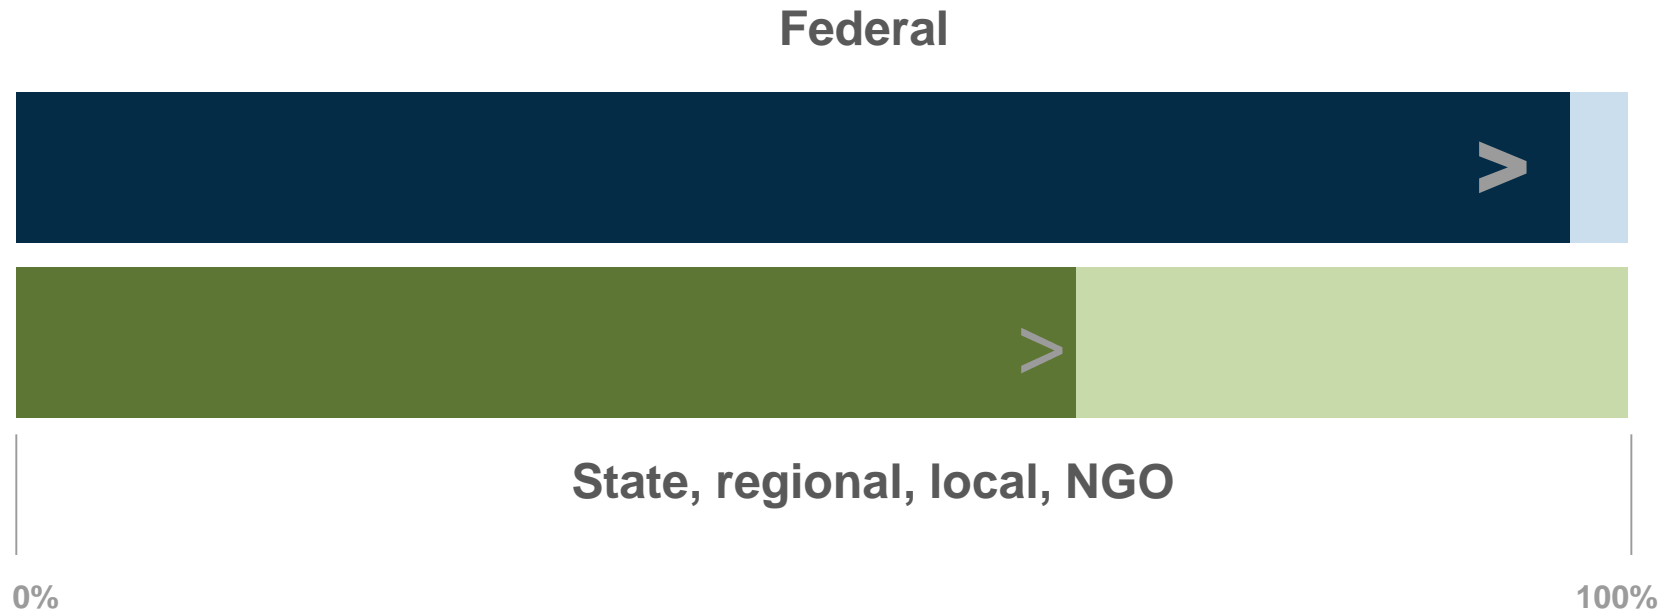 Federal
>
>
State, regional, local, NGO
0% 100%